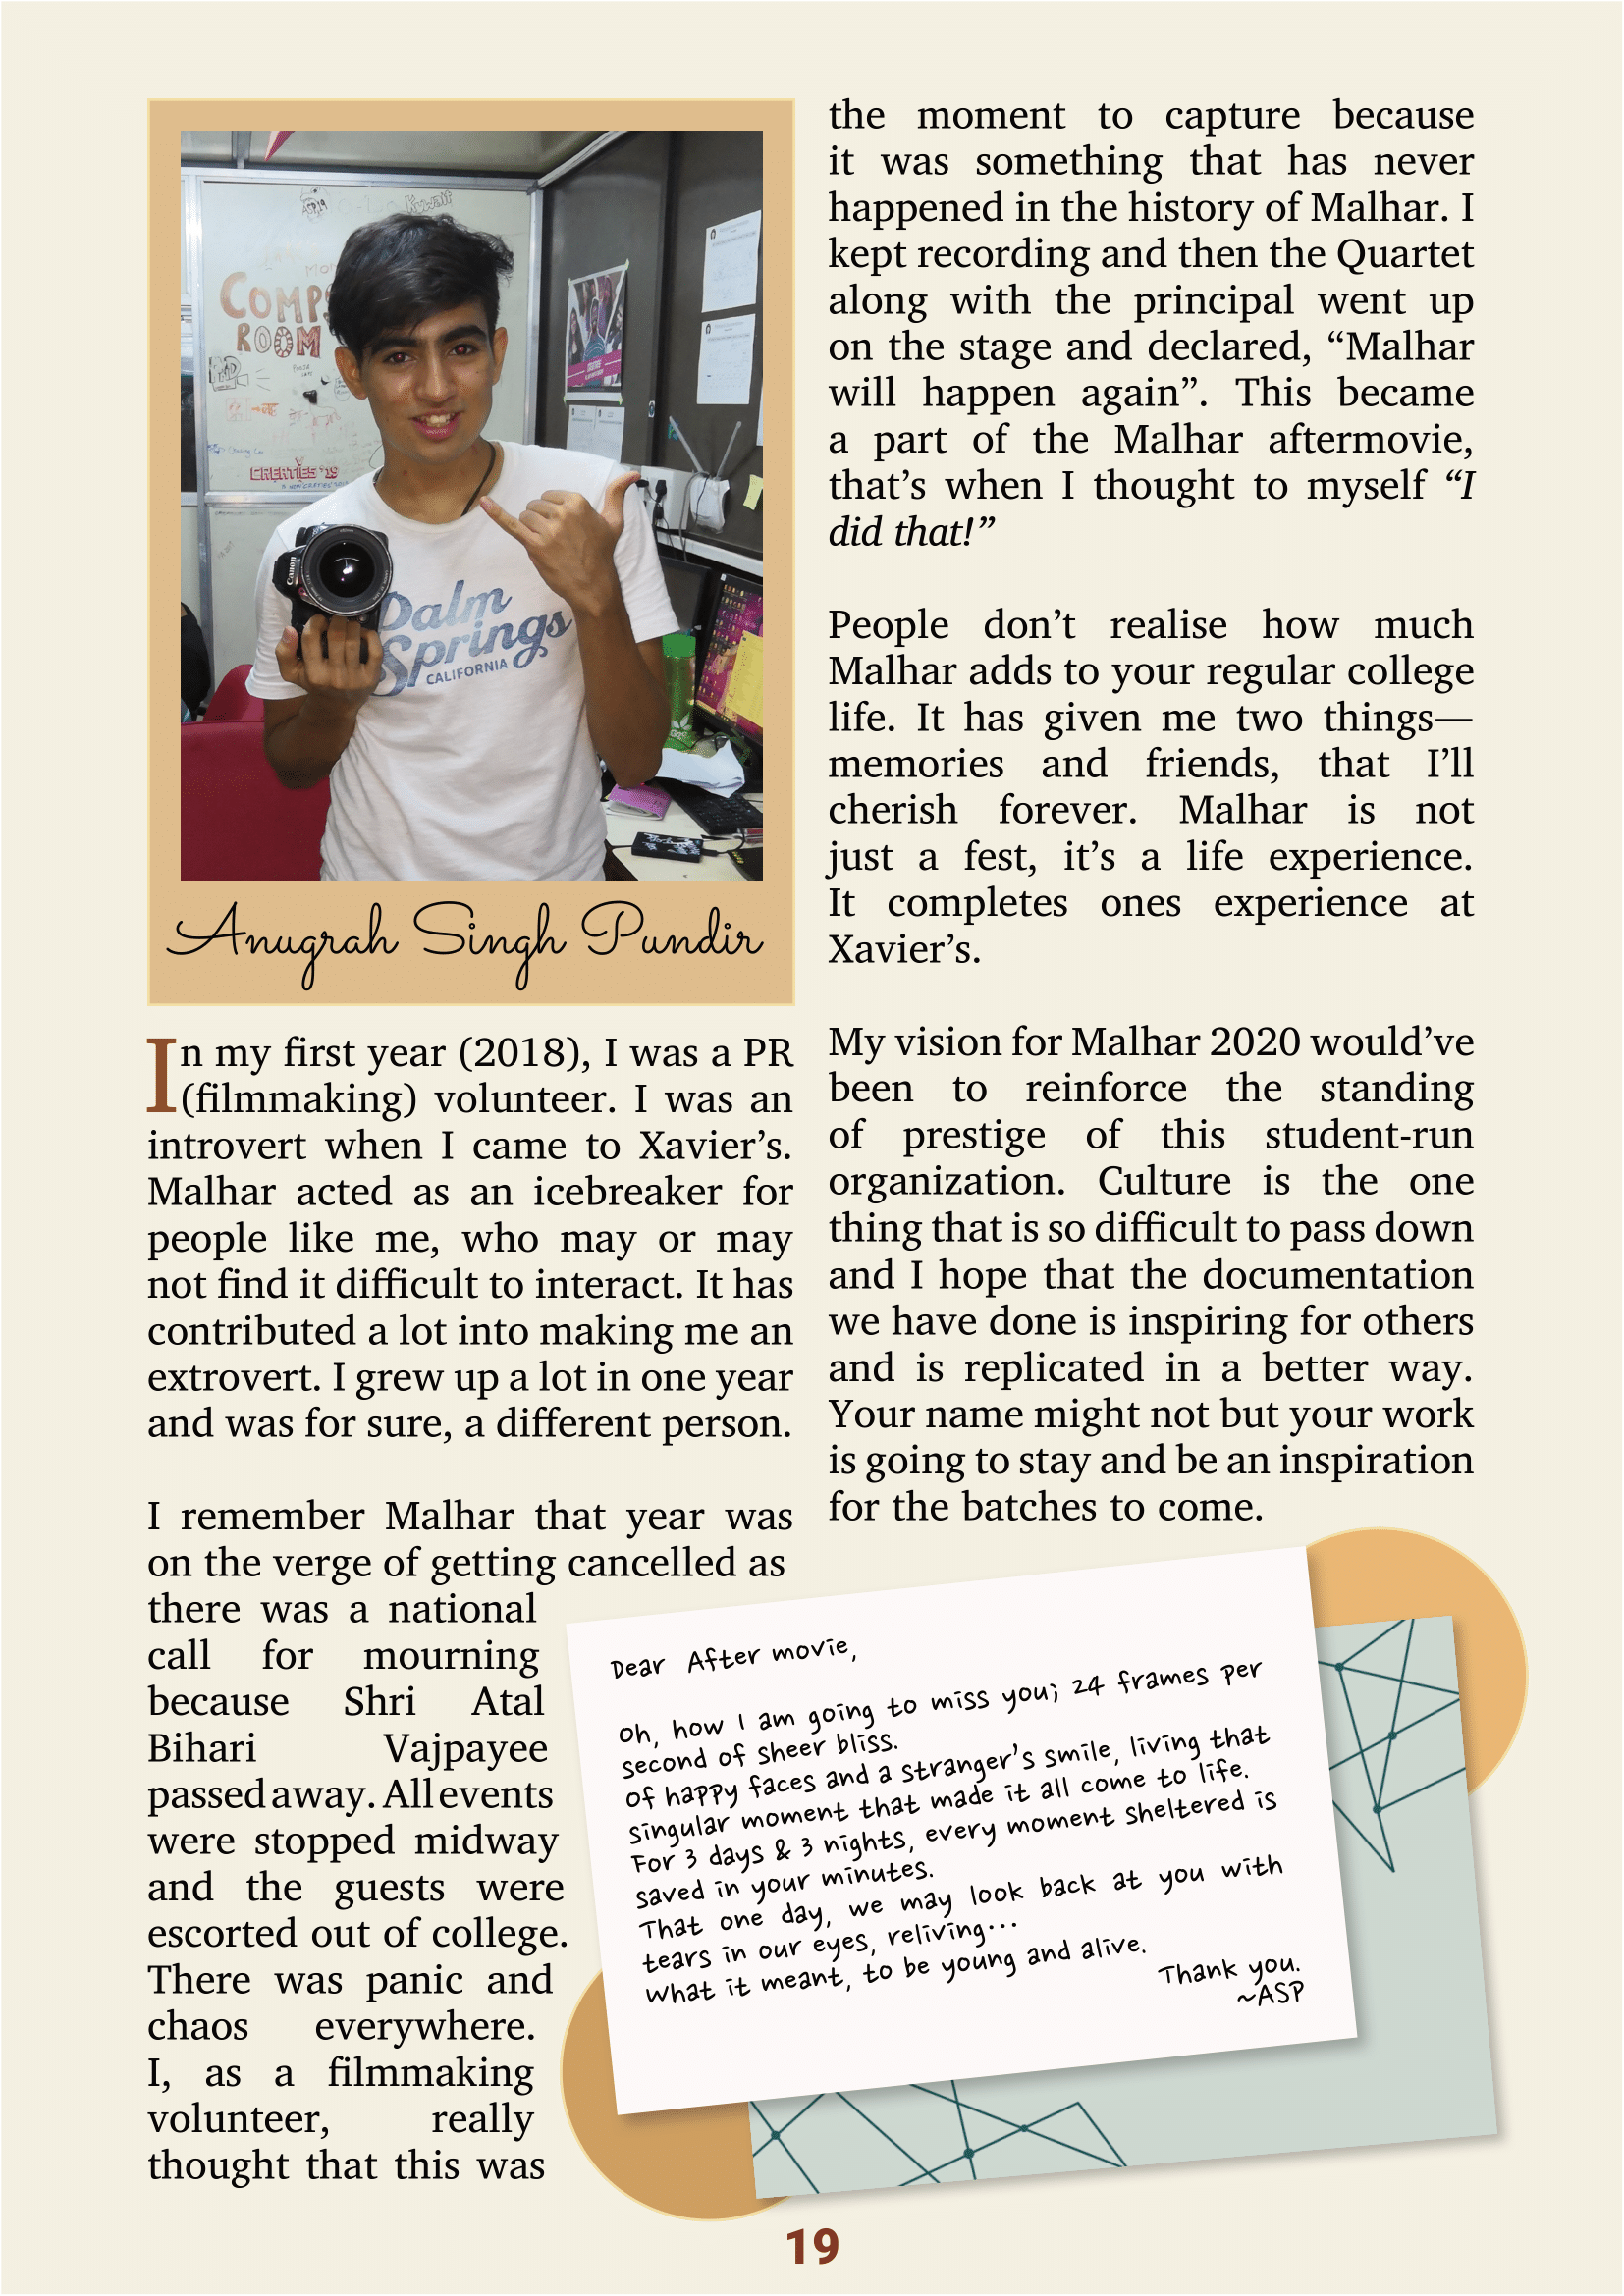 COMPS
ROOM
CREATIES '19
Canon
Palm
Springs
CALIFORNIA
Anugrah Singh Pundir
In my first year (2018), I was a PR
(filmmaking) volunteer. I was an
introvert when I came to Xavier’s.
Malhar acted as an icebreaker for
people like me, who may or may
not find it difficult to interact. It has
contributed a lot into making me an
extrovert. I grew up a lot in one year
and was for sure, a different person.
I remember Malhar that year was
on the verge of getting cancelled as
there was a national
call for mourning
because Shri Atal
Bihari Vajpayee
passed away. All events
were stopped midway
and the guests were
escorted out of college.
There was panic and
chaos everywhere.
I, as a filmmaking
volunteer, really
thought that this was
the moment to capture because
it was something that has never
happened in the history of Malhar. I
kept recording and then the Quartet
along with the principal went up
on the stage and declared, “Malhar
will happen again”. This became
a part of the Malhar aftermovie,
that’s when I thought to myself “I
did that!”
People don’t realise how much
Malhar adds to your regular college
life. It has given me two things—
memories and friends, that I’ll
cherish forever. Malhar is not
just a fest, it’s a life experience.
It completes ones experience at
Xavier’s.
My vision for Malhar 2020 would’ve
been to reinforce the standing
of prestige of this student-run
organization. Culture is the one
thing that is so difficult to pass down
and I hope that the documentation
we have done is inspiring for others
and is replicated in a better way.
Your name might not but your work
is going to stay and be an inspiration
for the batches to come.
Dear After movie,
Oh, how I am going to miss you; 24 frames per
second of sheer bliss.
Of happy faces and a stranger’s smile, living that
singular moment that made it all come to life.
For 3 days & 3 nights, every moment sheltered is
saved in your minutes.
That one day, we may look back at you with
tears in our eyes, reliving...
What it meant, to be young and alive.
Thank you.
~ASP
19